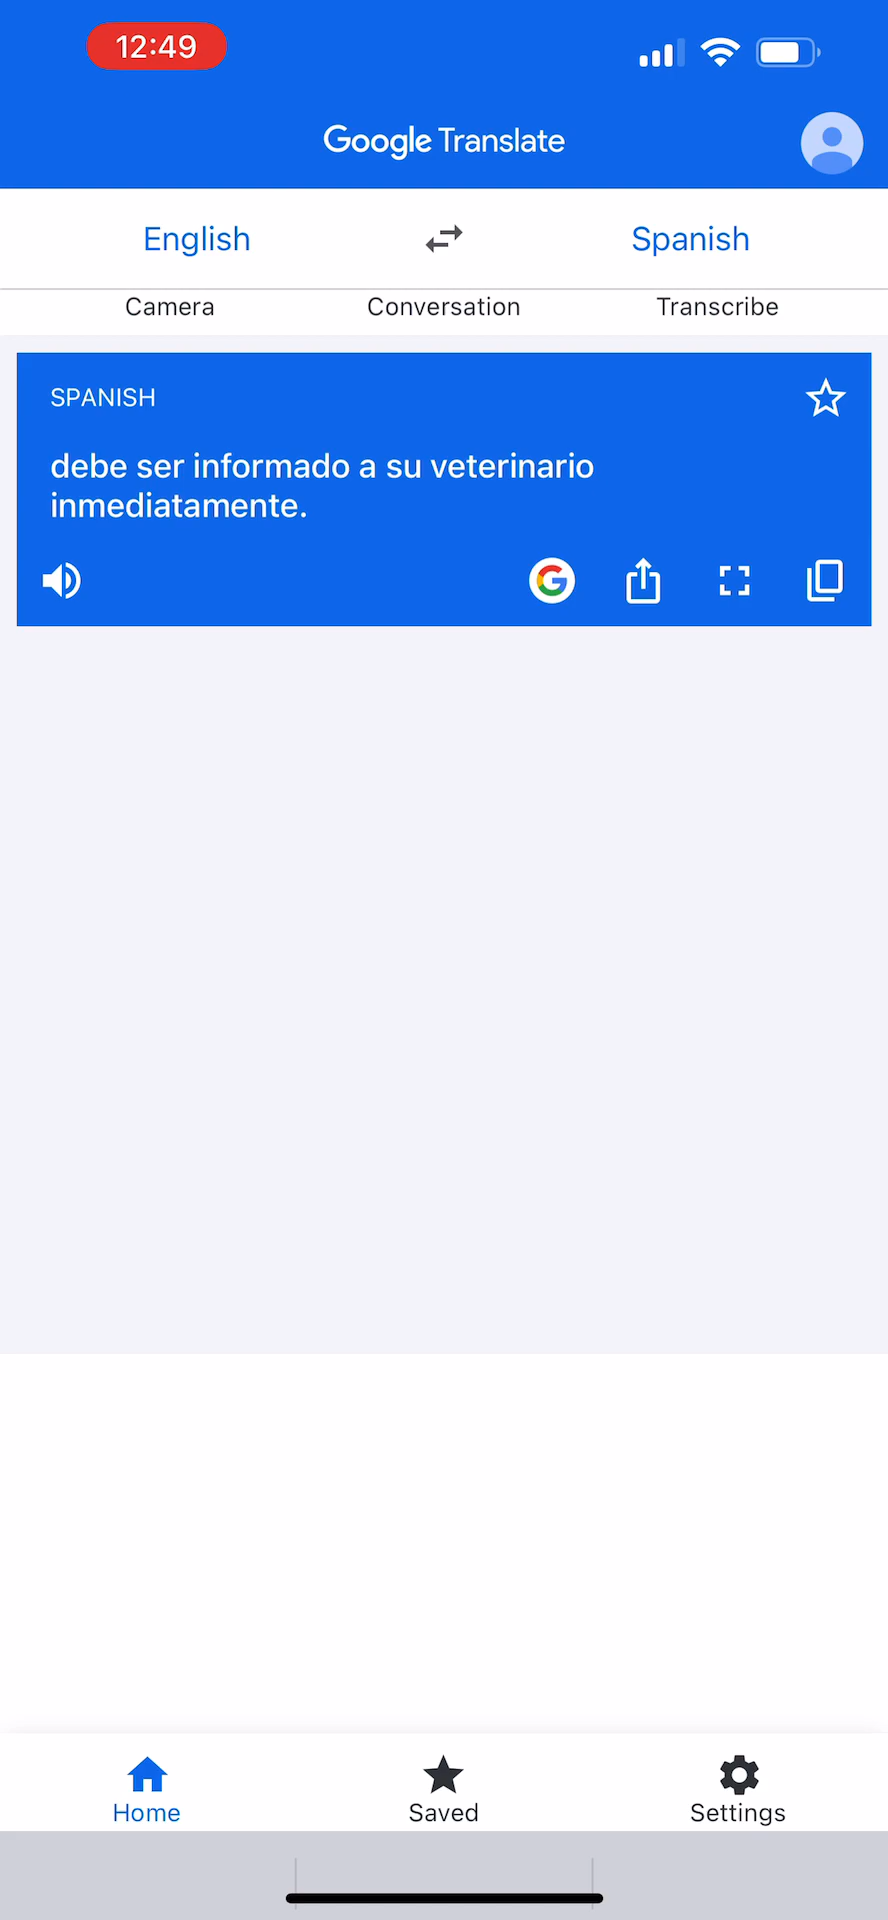 12:49
Google Translate
English
Spanish
Camera
Conversation
Transcribe
SPANISH
debe ser informado a su veterinario
inmediatamente.
G
Home
Saved
Settings